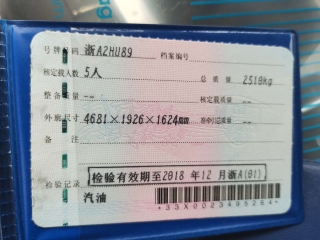 号牌号码 浙A2HU89 档案编号
核定载人数 5人 总质量 2518kg
整备质量 -- 核定载质量 --
外廓尺寸 4681×1926×1624mm 准牵引总质量 --
备注
检验记录 检验有效期至2018年12月浙A(01)
汽油